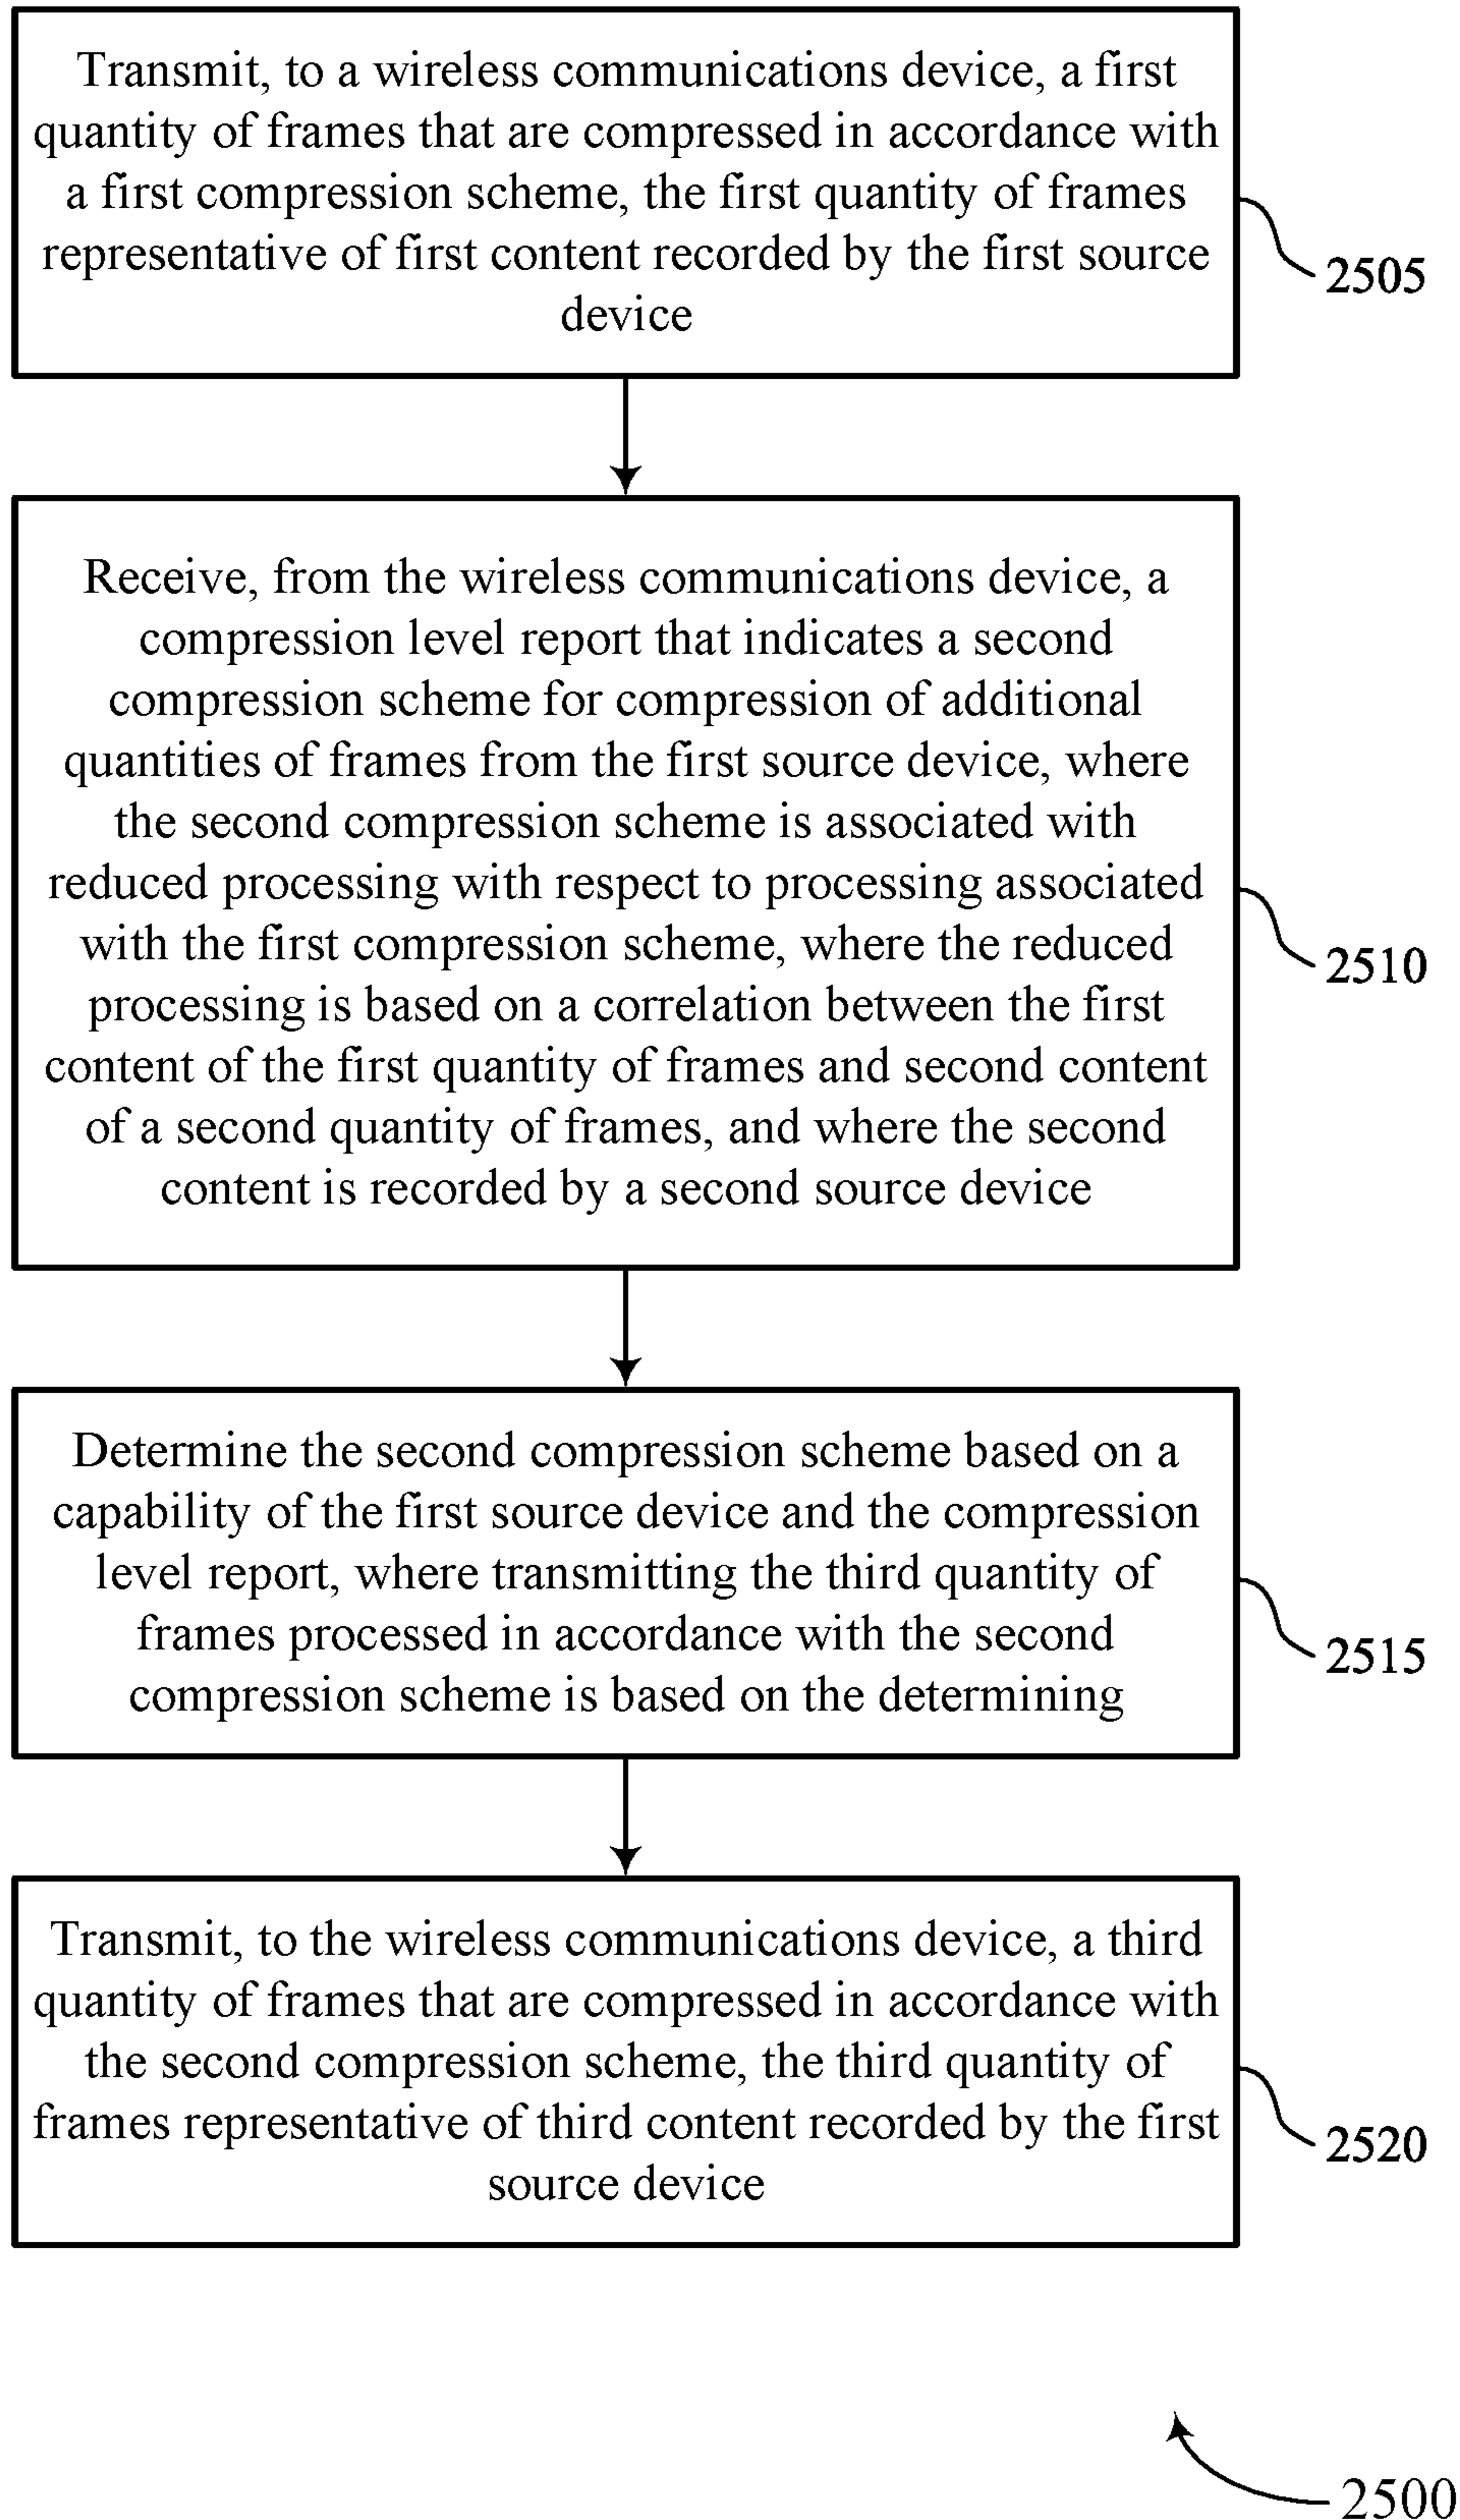 Transmit, to a wireless communications device, a first
quantity of frames that are compressed in accordance with
a first compression scheme, the first quantity of frames
representative of first content recorded by the first source
device
2505
Receive, from the wireless communications device, a
compression level report that indicates a second
compression scheme for compression of additional
quantities of frames from the first source device, where
the second compression scheme is associated with
reduced processing with respect to processing associated
with the first compression scheme, where the reduced
processing is based on a correlation between the first
content of the first quantity of frames and second content
of a second quantity of frames, and where the second
content is recorded by a second source device
2510
Determine the second compression scheme based on a
capability of the first source device and the compression
level report, where transmitting the third quantity of
frames processed in accordance with the second
compression scheme is based on the determining
2515
Transmit, to the wireless communications device, a third
quantity of frames that are compressed in accordance with
the second compression scheme, the third quantity of
frames representative of third content recorded by the first
source device
2520
2500